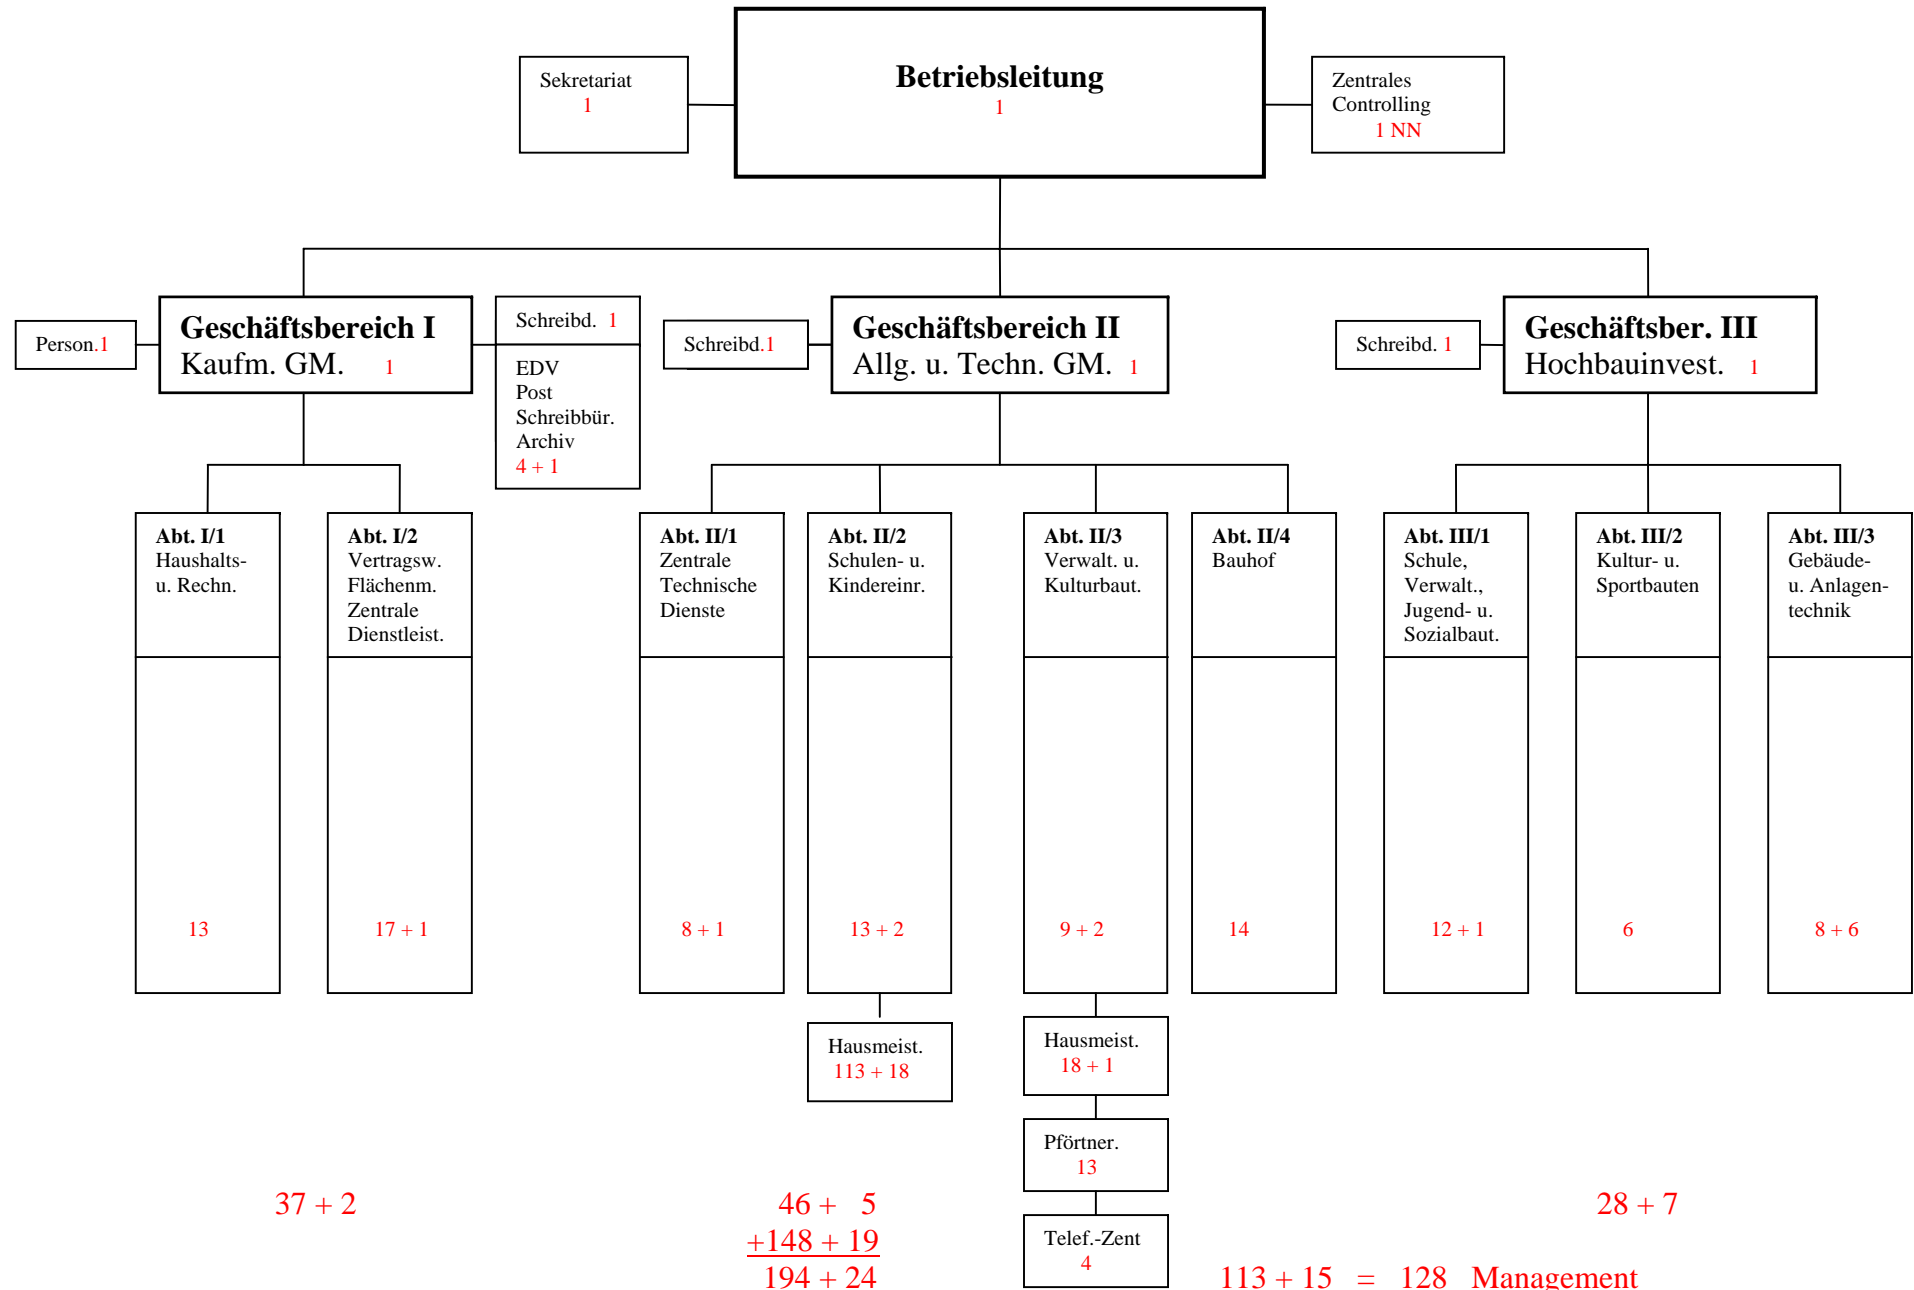 Sekretariat
1
Betriebsleitung
1
Zentrales
Controlling
1 NN
Person.1
Geschäftsbereich I
Kaufm. GM. 1
Schreibd. 1
EDV
Post
Schreibbür.
Archiv
4 + 1
Schreibd.1
Geschäftsbereich II
Allg. u. Techn. GM. 1
Schreibd. 1
Geschäftsber. III
Hochbauinvest. 1
Abt. I/1
Haushalts-
u. Rechn.
13
Abt. I/2
Vertragsw.
Flächenm.
Zentrale
Dienstleist.
17 + 1
Abt. II/1
Zentrale
Technische
Dienste
8 + 1
Abt. II/2
Schulen- u.
Kindereinr.
13 + 2
Hausmeist.
113 + 18
Abt. II/3
Verwalt. u.
Kulturbaut.
9 + 2
Hausmeist.
18 + 1
Pförtner.
13
Telef.-Zent
4
Abt. II/4
Bauhof
14
Abt. III/1
Schule,
Verwalt.,
Jugend- u.
Sozialbaut.
12 + 1
Abt. III/2
Kultur- u.
Sportbauten
6
Abt. III/3
Gebäude-
u. Anlagen-
technik
8 + 6
37 + 2
46 + 5
+148 + 19
194 + 24
28 + 7
113 + 15 = 128 Management